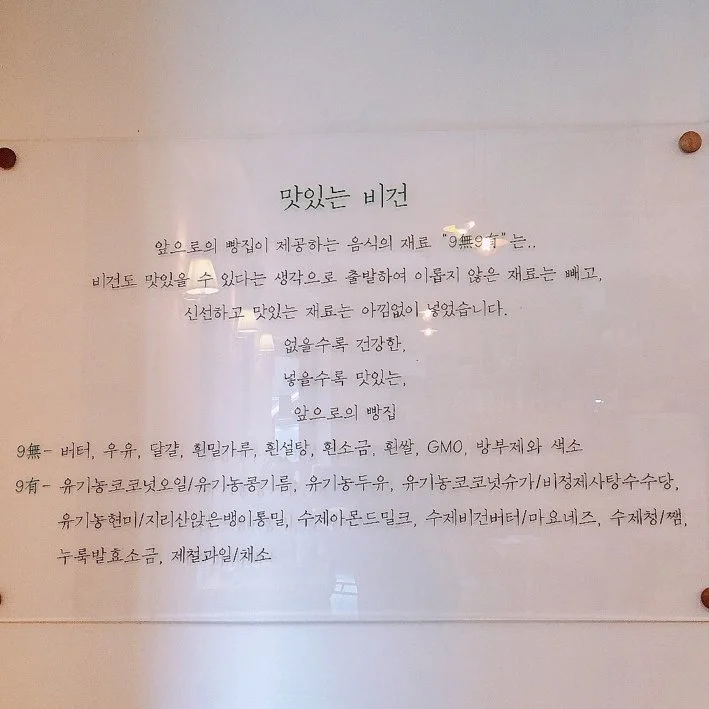 맛있는 비건
앞으로의 빵집이 제공하는 음식의 재료 "9無9有"는..
비건도 맛있을 수 있다는 생각으로 출발하여 이롭지 않은 재료는 빼고,
신선하고 맛있는 재료는 아낌없이 넣었습니다.
없을수록 건강한,
넣을수록 맛있는,
앞으로의 빵집
9無- 버터, 우유, 달걀, 흰밀가루, 흰설탕, 흰소금, 흰쌀, GMO, 방부제와 색소
9有- 유기농코코넛오일/유기농콩기름, 유기농두유, 유기농코코넛슈가/비정제사탕수수당,
유기농현미/지리산앉은뱅이통밀, 수제아몬드밀크, 수제비건버터/마요네즈, 수제청/쨈,
누룩발효소금, 제철과일/채소